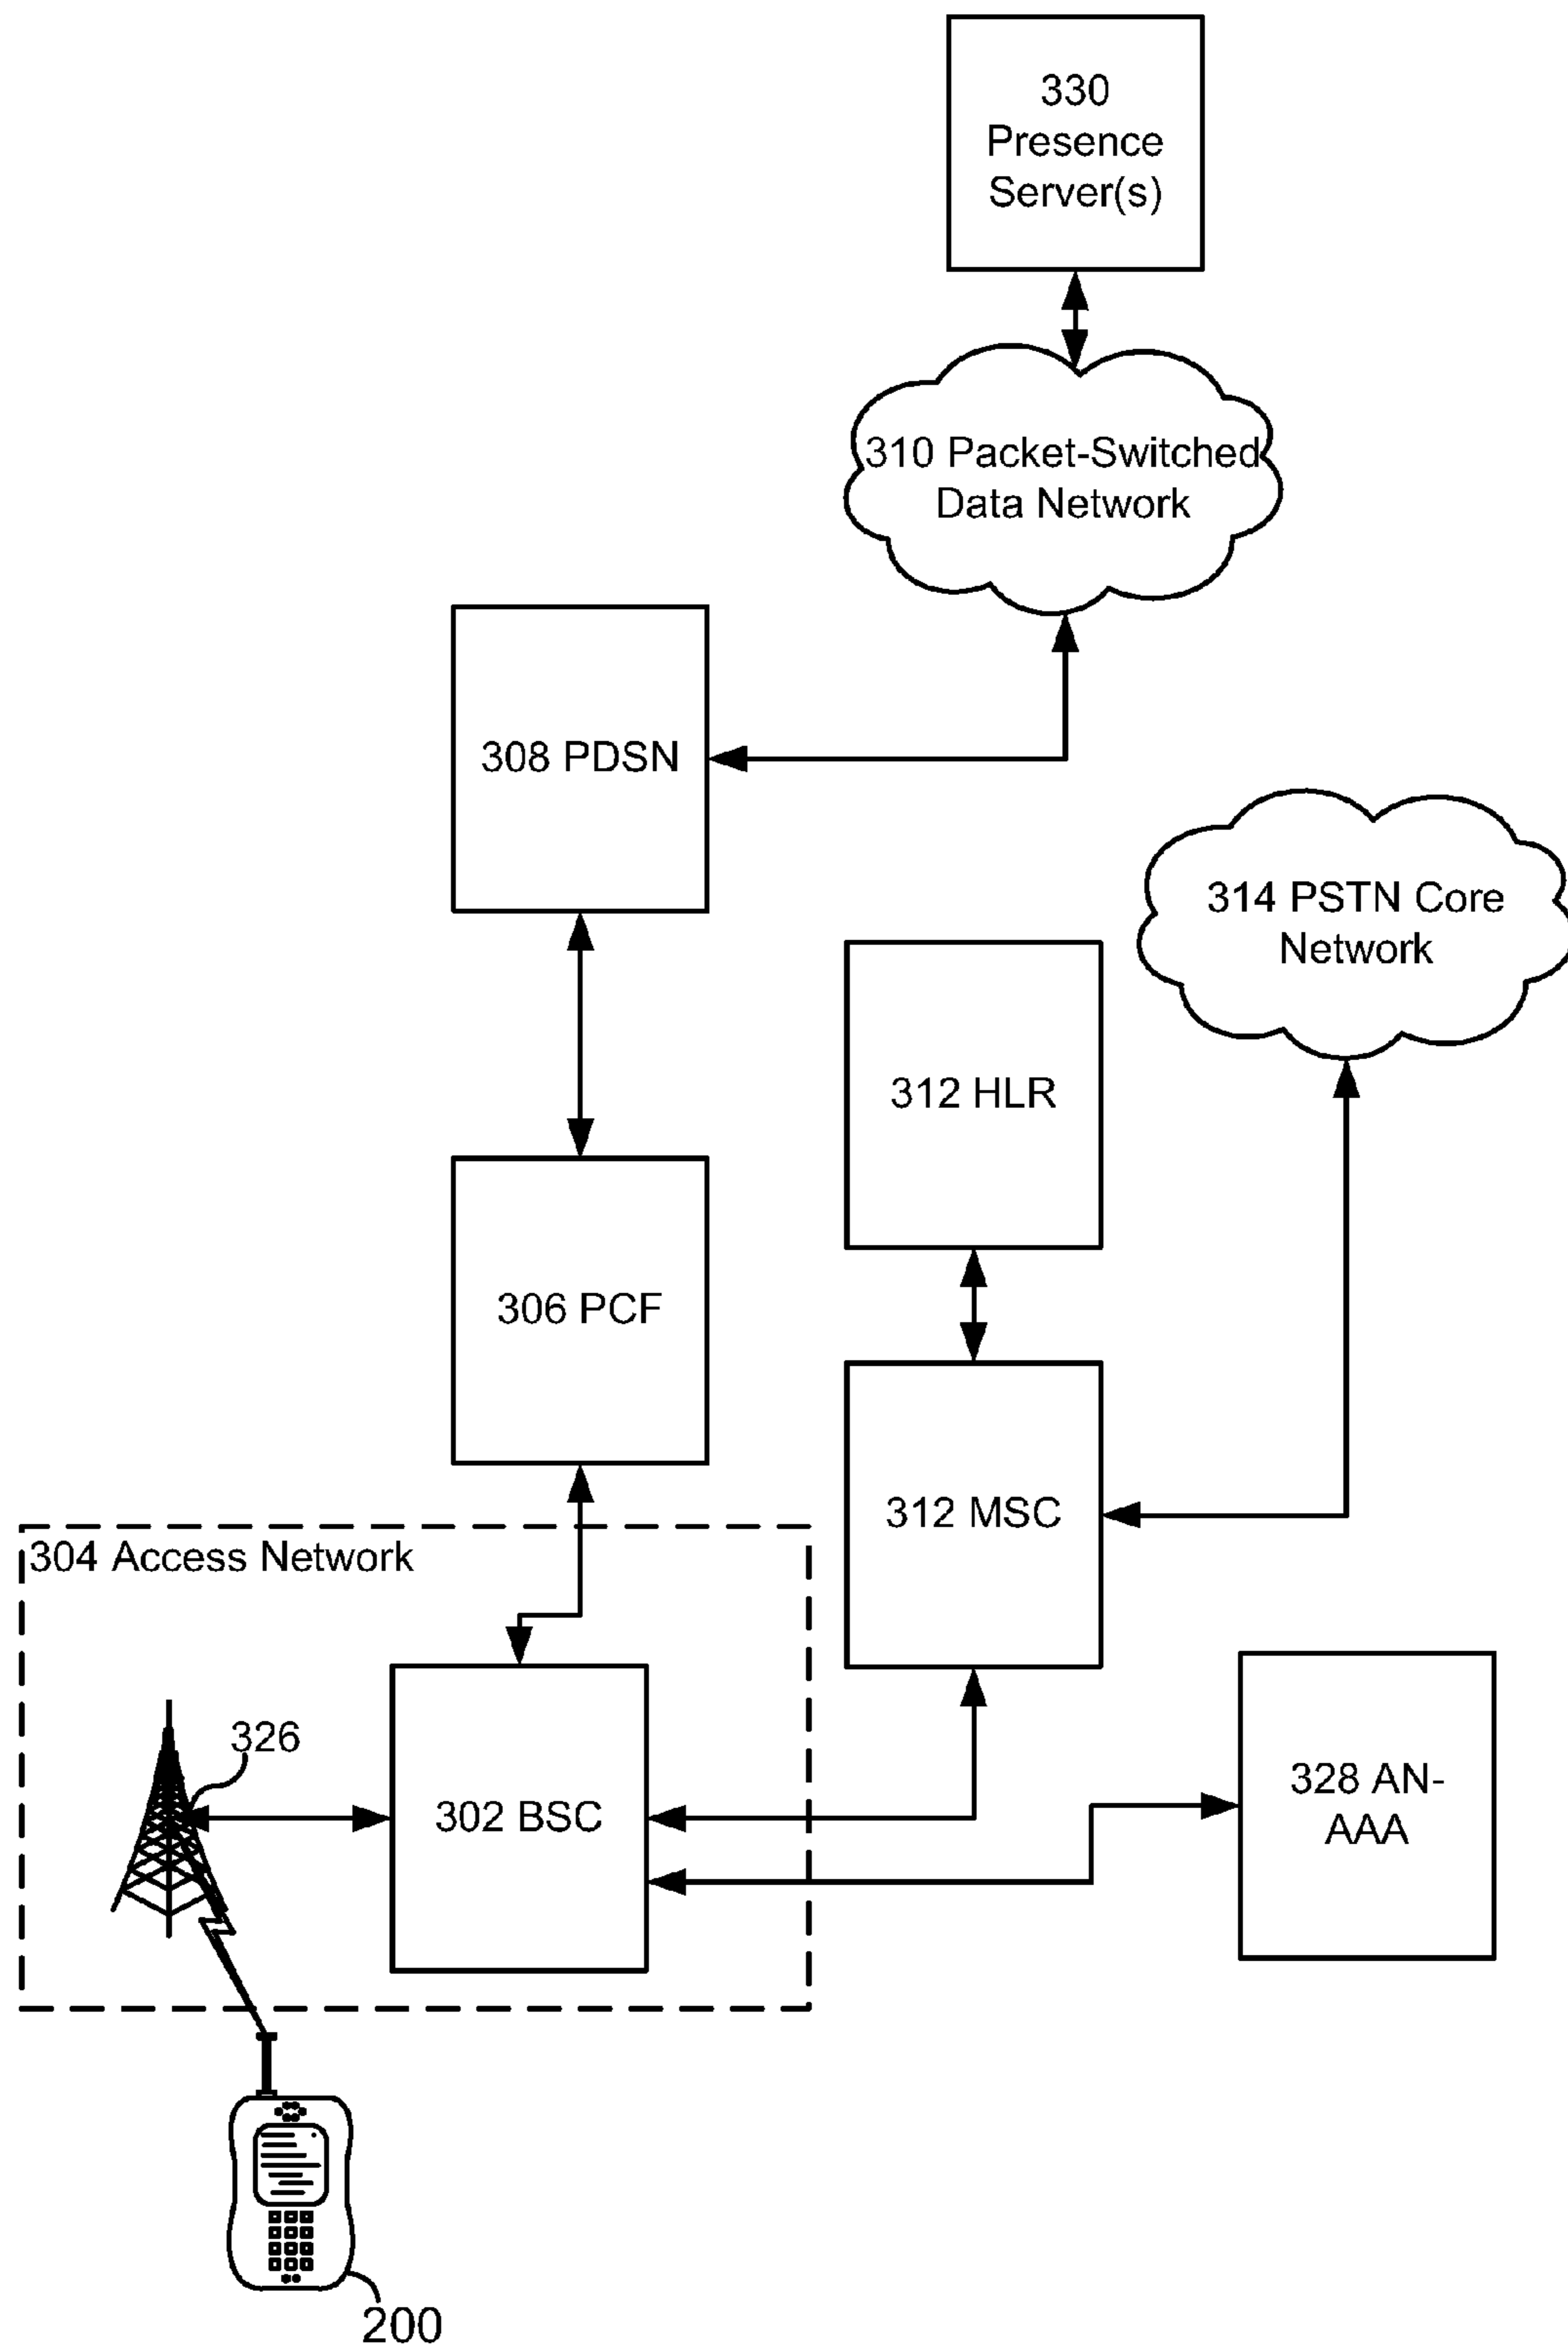 330
Presence
Server(s)
310 Packet-Switched
Data Network
308 PDSN
314 PSTN Core
Network
312 HLR
306 PCF
312 MSC
304 Access Network
326
302 BSC
328 AN-
AAA
200